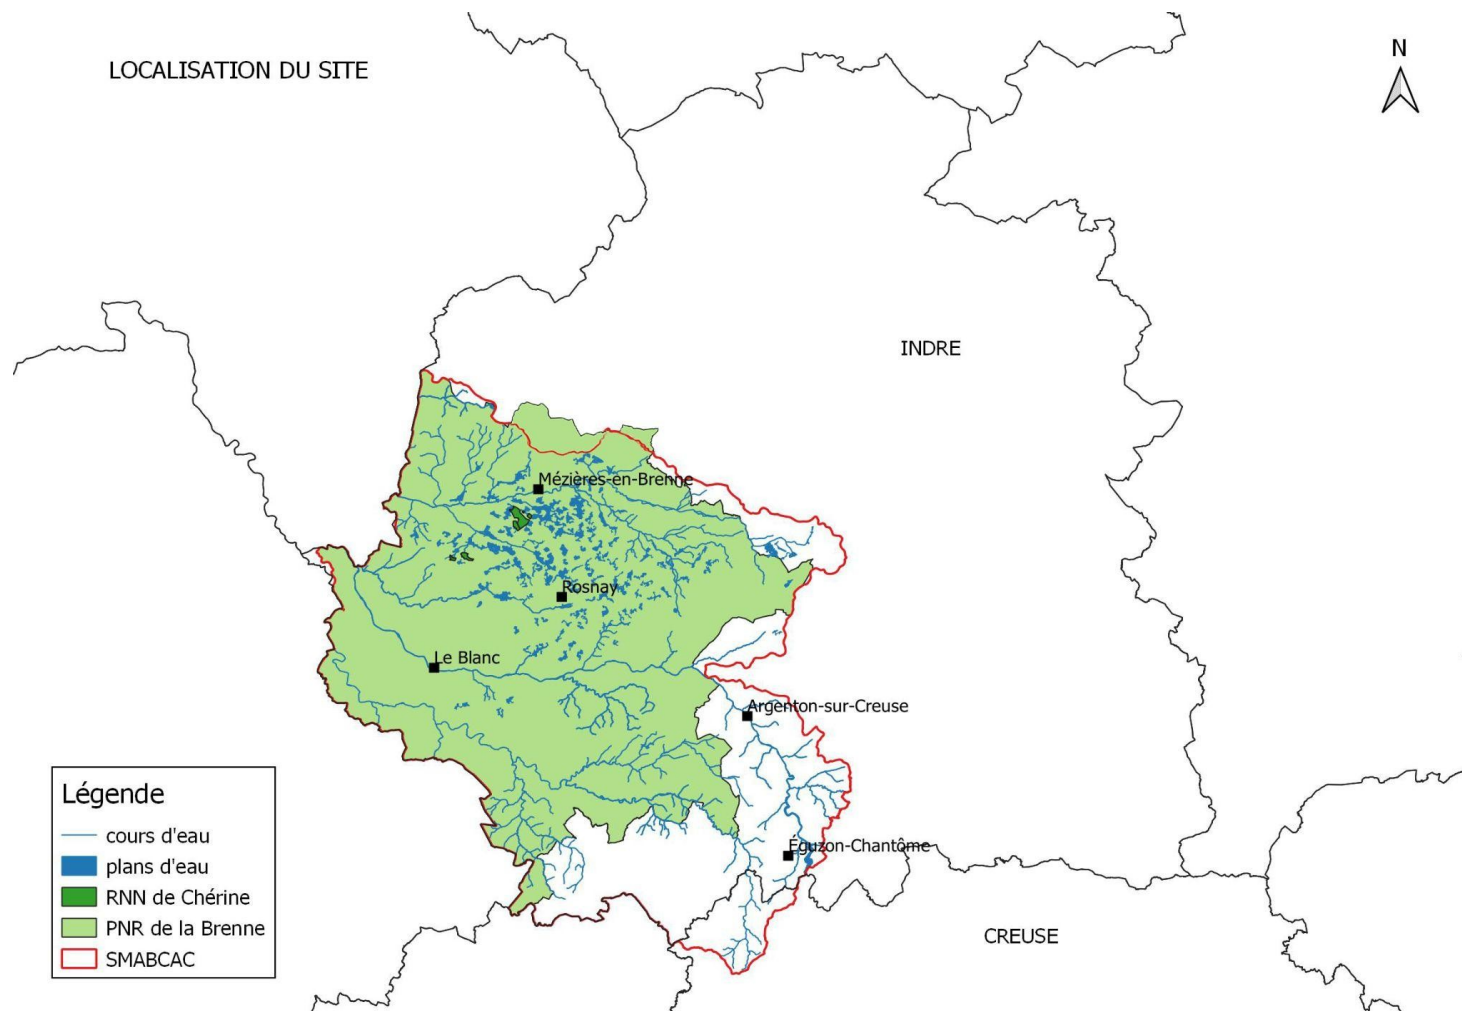 LOCALISATION DU SITE
N
INDRE
Mézières-en-Brenne
Rosnay
Le Blanc
Argenton-sur-Creuse
Éguzon-Chantôme
CREUSE
Légende
cours d'eau
plans d'eau
RNN de Chérine
PNR de la Brenne
SMABCAC